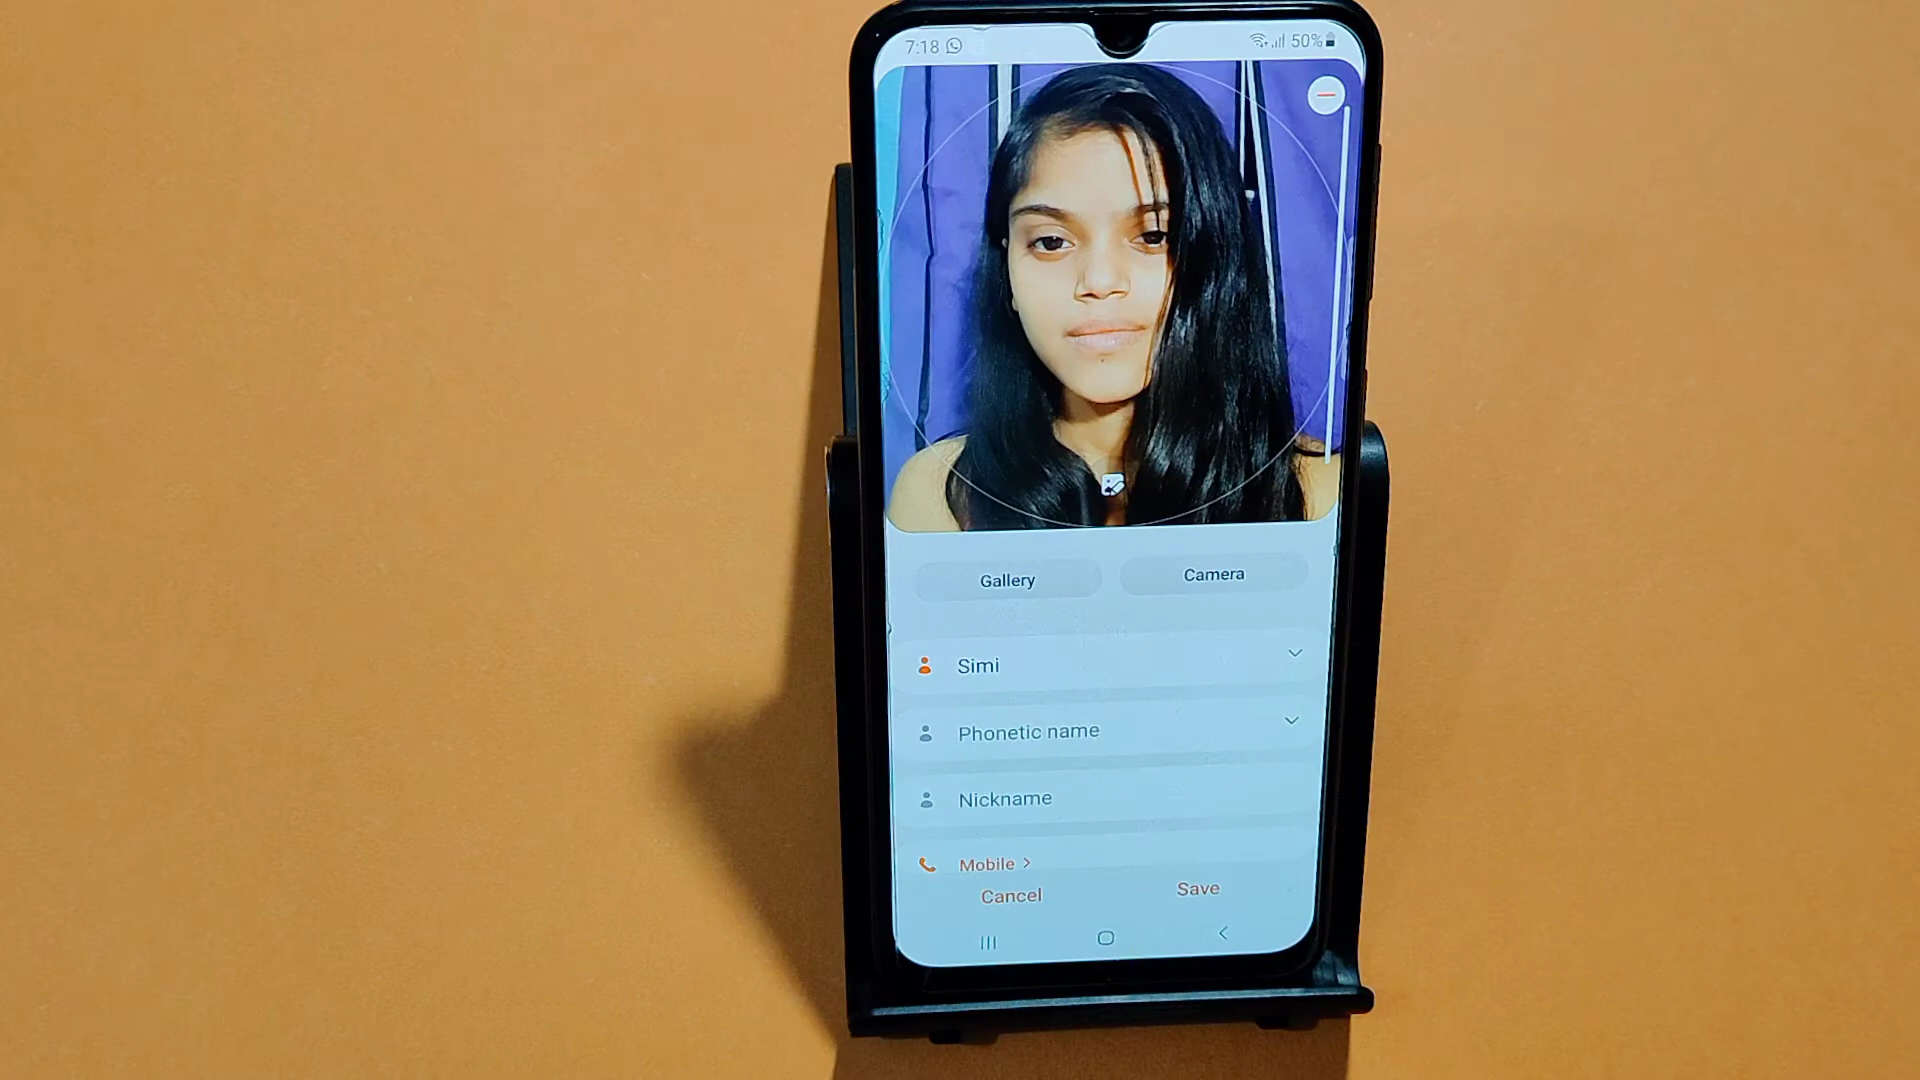 7:18 50%
Gallery Camera
Simi
Phonetic name
Nickname
Mobile >
Cancel Save